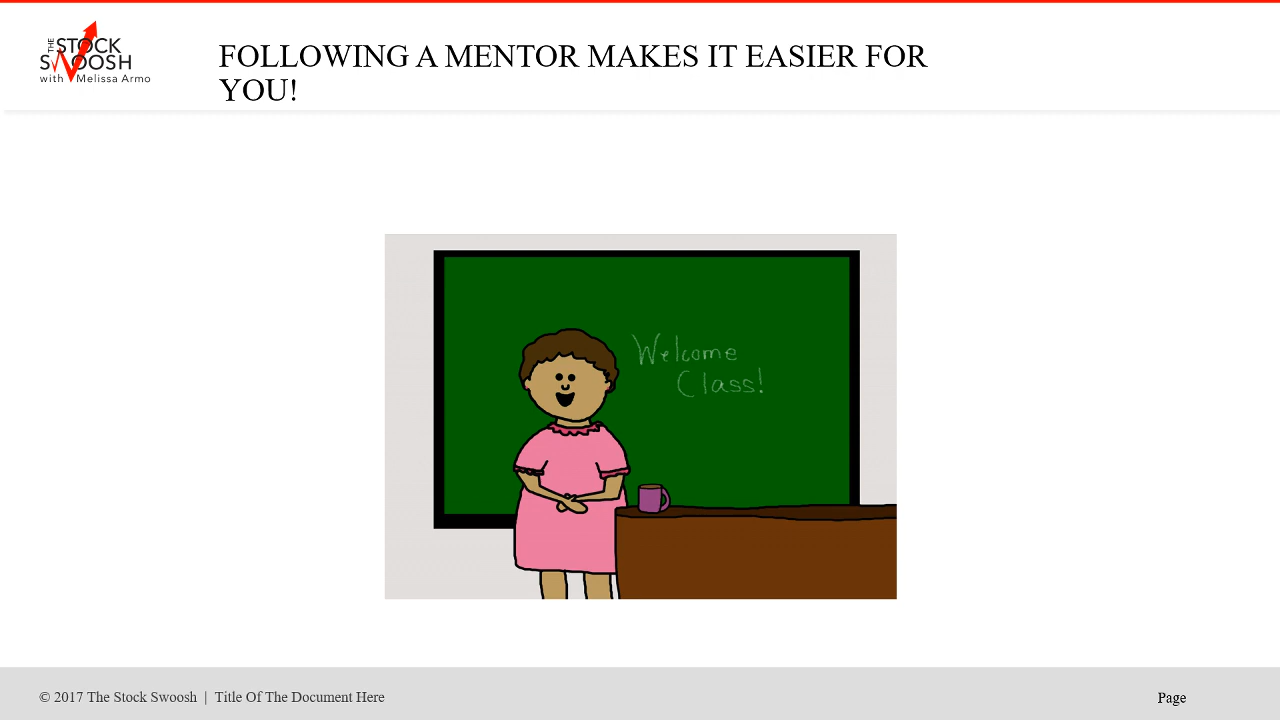 THE STOCK
SWOOSH
with Melissa Armo
FOLLOWING A MENTOR MAKES IT EASIER FOR
YOU!
Welcome
Class!
© 2017 The Stock Swoosh | Title Of The Document Here
Page